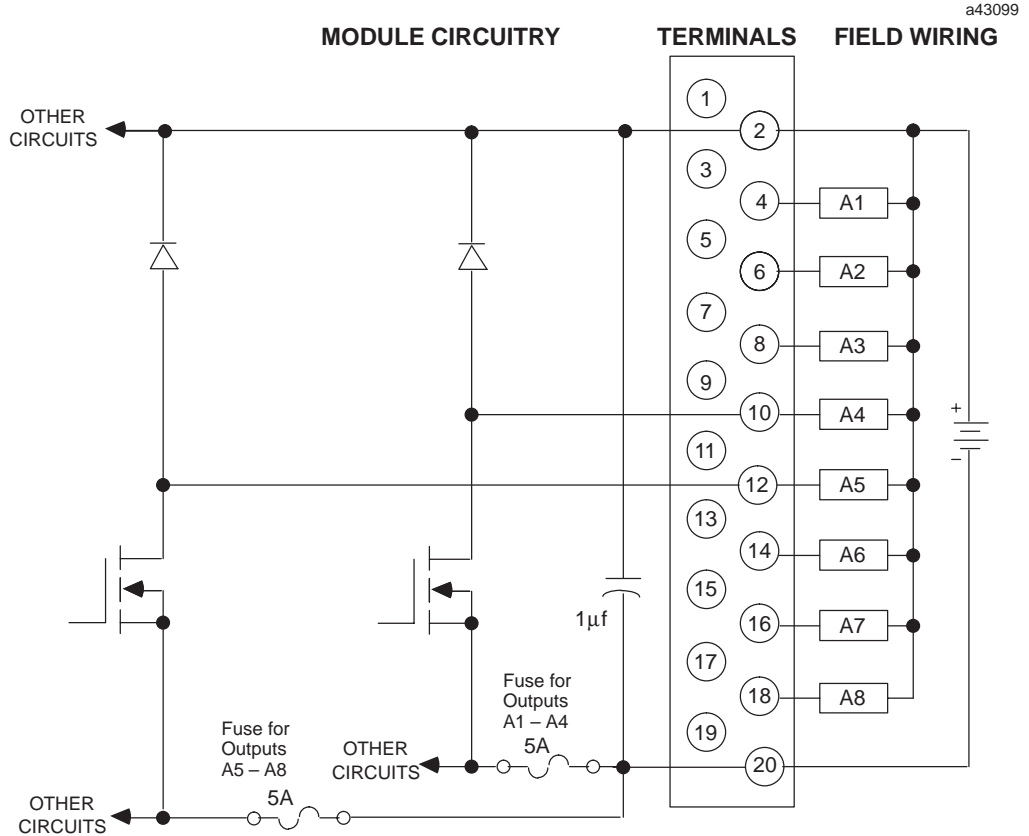 a43099
MODULE CIRCUITRY TERMINALS FIELD WIRING
OTHER
CIRCUITS
1
2
3
4 A1
5
6 A2
7
8 A3
9
10 A4
+
11
–
12 A5
13
14 A6
15
1μf
16 A7
17
18 A8
19
20
Fuse for
Outputs
A1 – A4
5A
OTHER
CIRCUITS
Fuse for
Outputs
A5 – A8
5A
OTHER
CIRCUITS